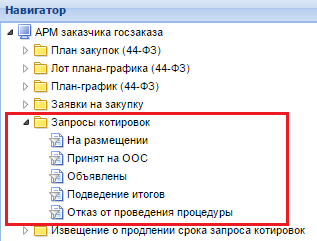 Навигатор
АРМ заказчика госзаказа
План закупок (44-ФЗ)
Лот плана-графика (44-ФЗ)
План-график (44-ФЗ)
Заявки на закупку
Запросы котировок
На размещении
Принят на ООС
Объявлены
Подведение итогов
Отказ от проведения процедуры
Извещение о продлении срока запроса котировок